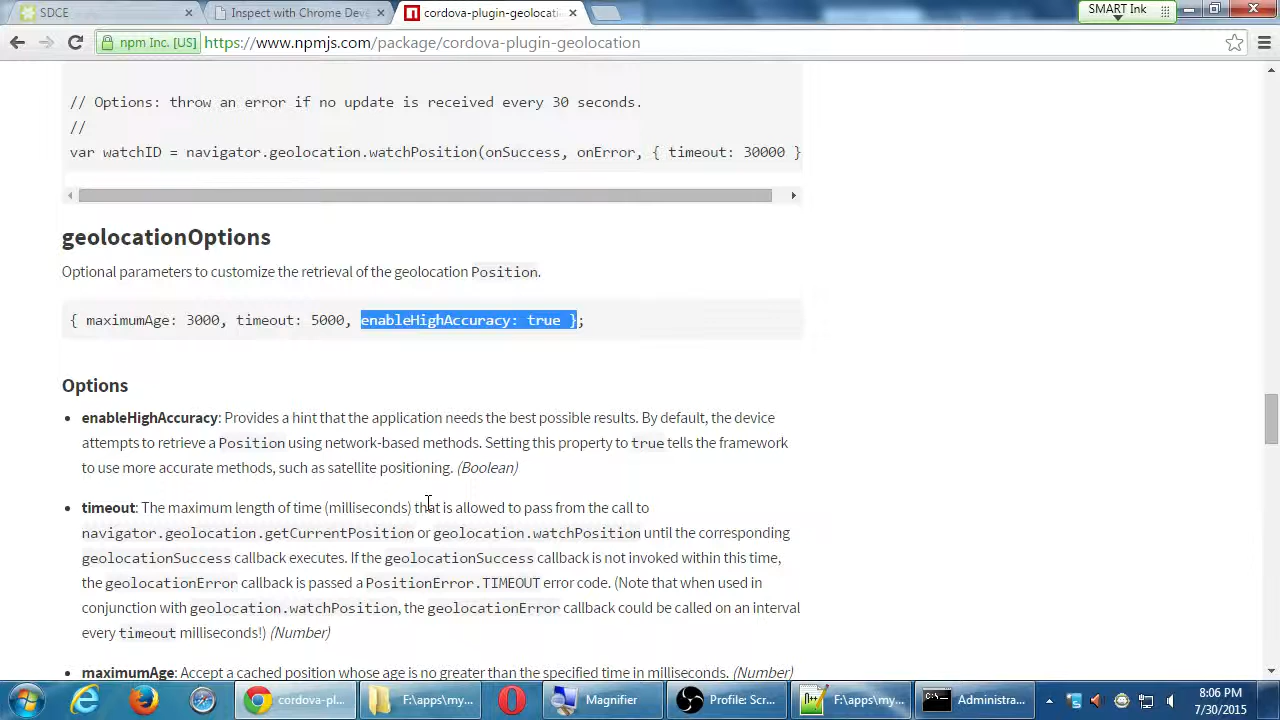 SDCE
Inspect with Chrome Deve
cordova-plugin-geolocati
SMART Ink
npm Inc. [US]
https://www.npmjs.com/package/cordova-plugin-geolocation
// Options: throw an error if no update is received every 30 seconds.
//
var watchID = navigator.geolocation.watchPosition(onSuccess, onError, { timeout: 30000 }
geolocationOptions
Optional parameters to customize the retrieval of the geolocation Position.
{ maximumAge: 3000, timeout: 5000, enableHighAccuracy: true };
Options
• enableHighAccuracy: Provides a hint that the application needs the best possible results. By default, the device
attempts to retrieve a Position using network-based methods. Setting this property to true tells the framework
to use more accurate methods, such as satellite positioning. (Boolean)
• timeout: The maximum length of time (milliseconds) that is allowed to pass from the call to
navigator.geolocation.getCurrentPosition or geolocation.watchPosition until the corresponding
geolocationSuccess callback executes. If the geolocationSuccess callback is not invoked within this time,
the geolocationError callback is passed a PositionError.TIMEOUT error code. (Note that when used in
conjunction with geolocation.watchPosition, the geolocationError callback could be called on an interval
every timeout milliseconds!) (Number)
• maximumAge: Accept a cached position whose age is no greater than the specified time in milliseconds. (Number)
cordova-pl...
F:\apps\my...
Magnifier
Profile: Scr...
F:\apps\my...
Administra...
8:06 PM
7/30/2015